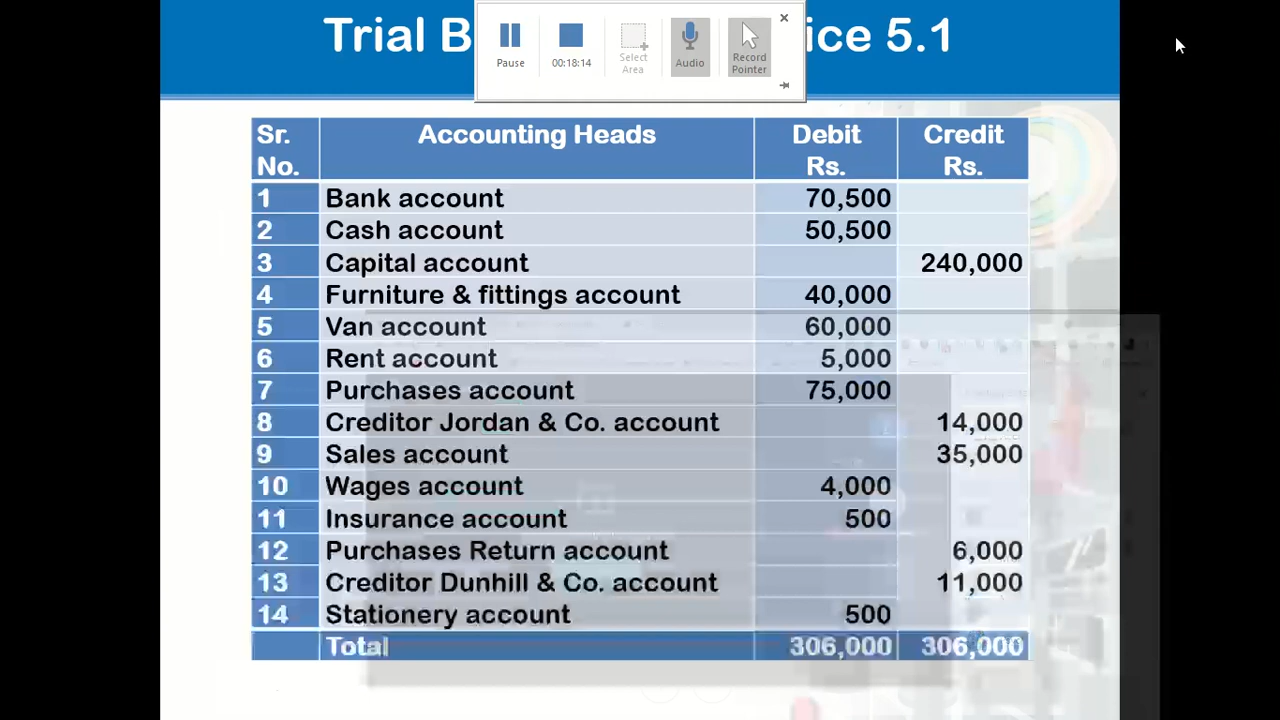 Trial B ice 5.1
Pause
00:18:14
Select
Area
Audio
Record
Pointer
Sr. No. Accounting Heads Debit Rs. Credit Rs.
1 Bank account 70,500
2 Cash account 50,500
3 Capital account 240,000
4 Furniture & fittings account 40,000
5 Van account 60,000
6 Rent account 5,000
7 Purchases account 75,000
8 Creditor Jordan & Co. account 14,000
9 Sales account 35,000
10 Wages account 4,000
11 Insurance account 500
12 Purchases Return account 6,000
13 Creditor Dunhill & Co. account 11,000
14 Stationery account 500
Total 306,000 306,000